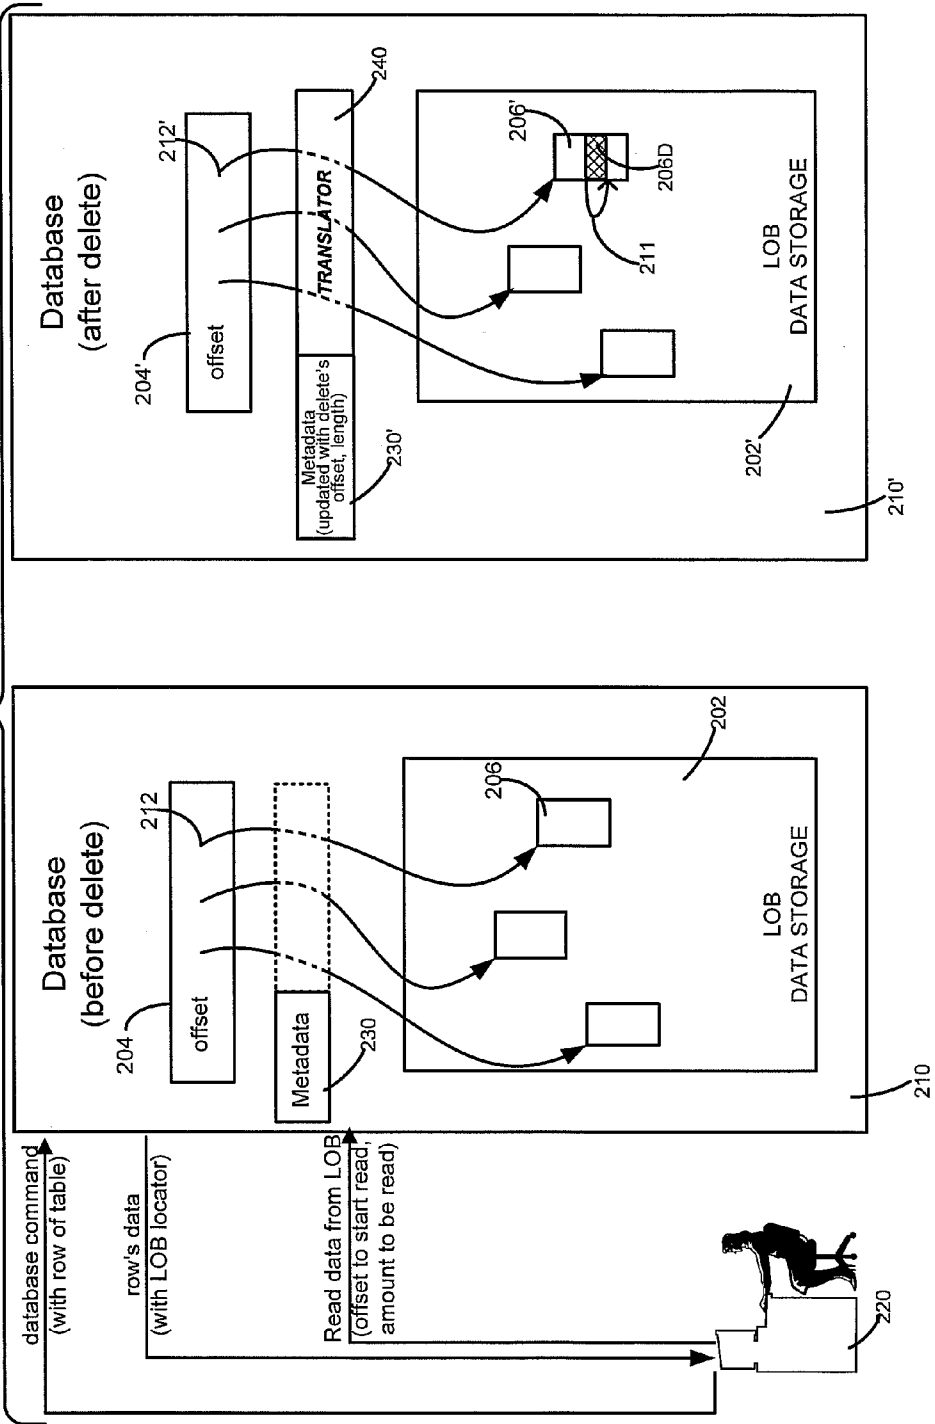 database command
(with row of table)
row's data
(with LOB locator)
Read data from LOB
(offset to start read,
amount to be read)
220
Database
(before delete)
204
offset
212
Metadata
230
206
202
LOB
DATA STORAGE
210
Database
(after delete)
204'
offset
212'
240
TRANSLATOR
Metadata
(updated with delete's
offset, length)
230'
206'
206D
211
LOB
DATA STORAGE
202'
210'